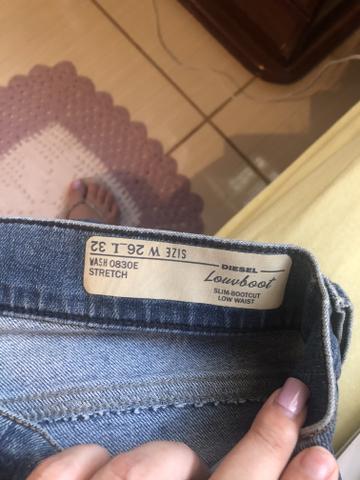 SIZE W 26 L 32
WASH 0830E
STRETCH
DIESEL
Louvboot
SLIM-BOOTCUT
LOW WAIST